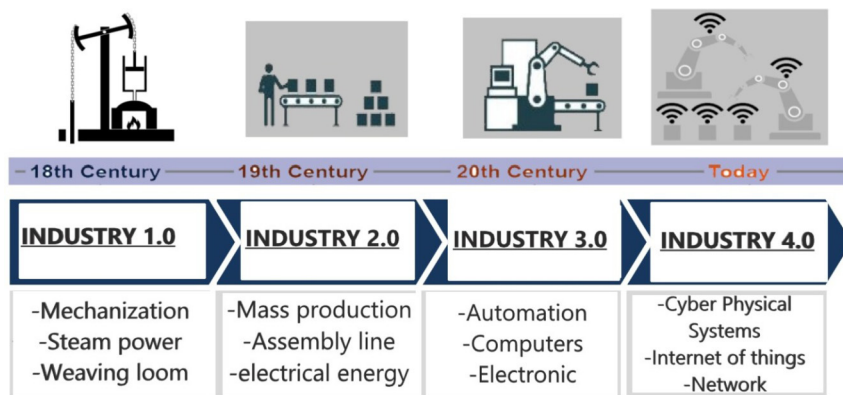 18th Century
19th Century
20th Century
Today
INDUSTRY 1.0
INDUSTRY 2.0
INDUSTRY 3.0
INDUSTRY 4.0
-Mechanization
-Steam power
-Weaving loom
-Mass production
-Assembly line
-electrical energy
-Automation
-Computers
-Electronic
-Cyber Physical
Systems
-Internet of things
-Network